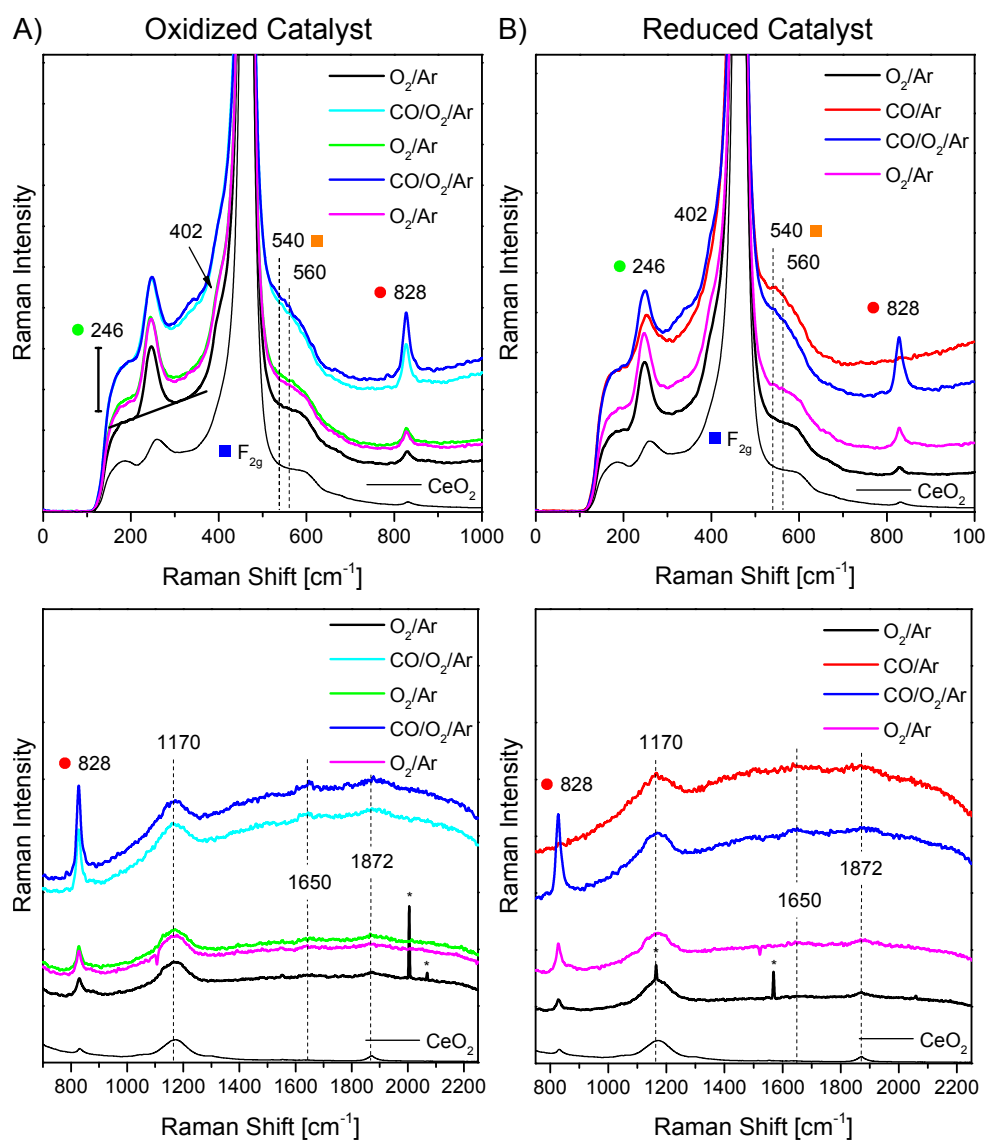 A) Oxidized Catalyst
O₂/Ar
CO/O₂/Ar
O₂/Ar
CO/O₂/Ar
O₂/Ar
402
540
560
828
246
F₂g
CeO₂
Raman Intensity
0 200 400 600 800 1000
Raman Shift [cm⁻¹]
B) Reduced Catalyst
O₂/Ar
CO/Ar
CO/O₂/Ar
O₂/Ar
402
540
560
246
828
F₂g
CeO₂
Raman Intensity
0 200 400 600 800 100
Raman Shift [cm⁻¹]
O₂/Ar
CO/O₂/Ar
O₂/Ar
CO/O₂/Ar
O₂/Ar
828
1170
1872
1650
*
*
CeO₂
Raman Intensity
800 1000 1200 1400 1600 1800 2000 2200
Raman Shift [cm⁻¹]
O₂/Ar
CO/Ar
CO/O₂/Ar
O₂/Ar
1170
828
1872
1650
*
*
CeO₂
Raman Intensity
800 1000 1200 1400 1600 1800 2000 2200
Raman Shift [cm⁻¹]